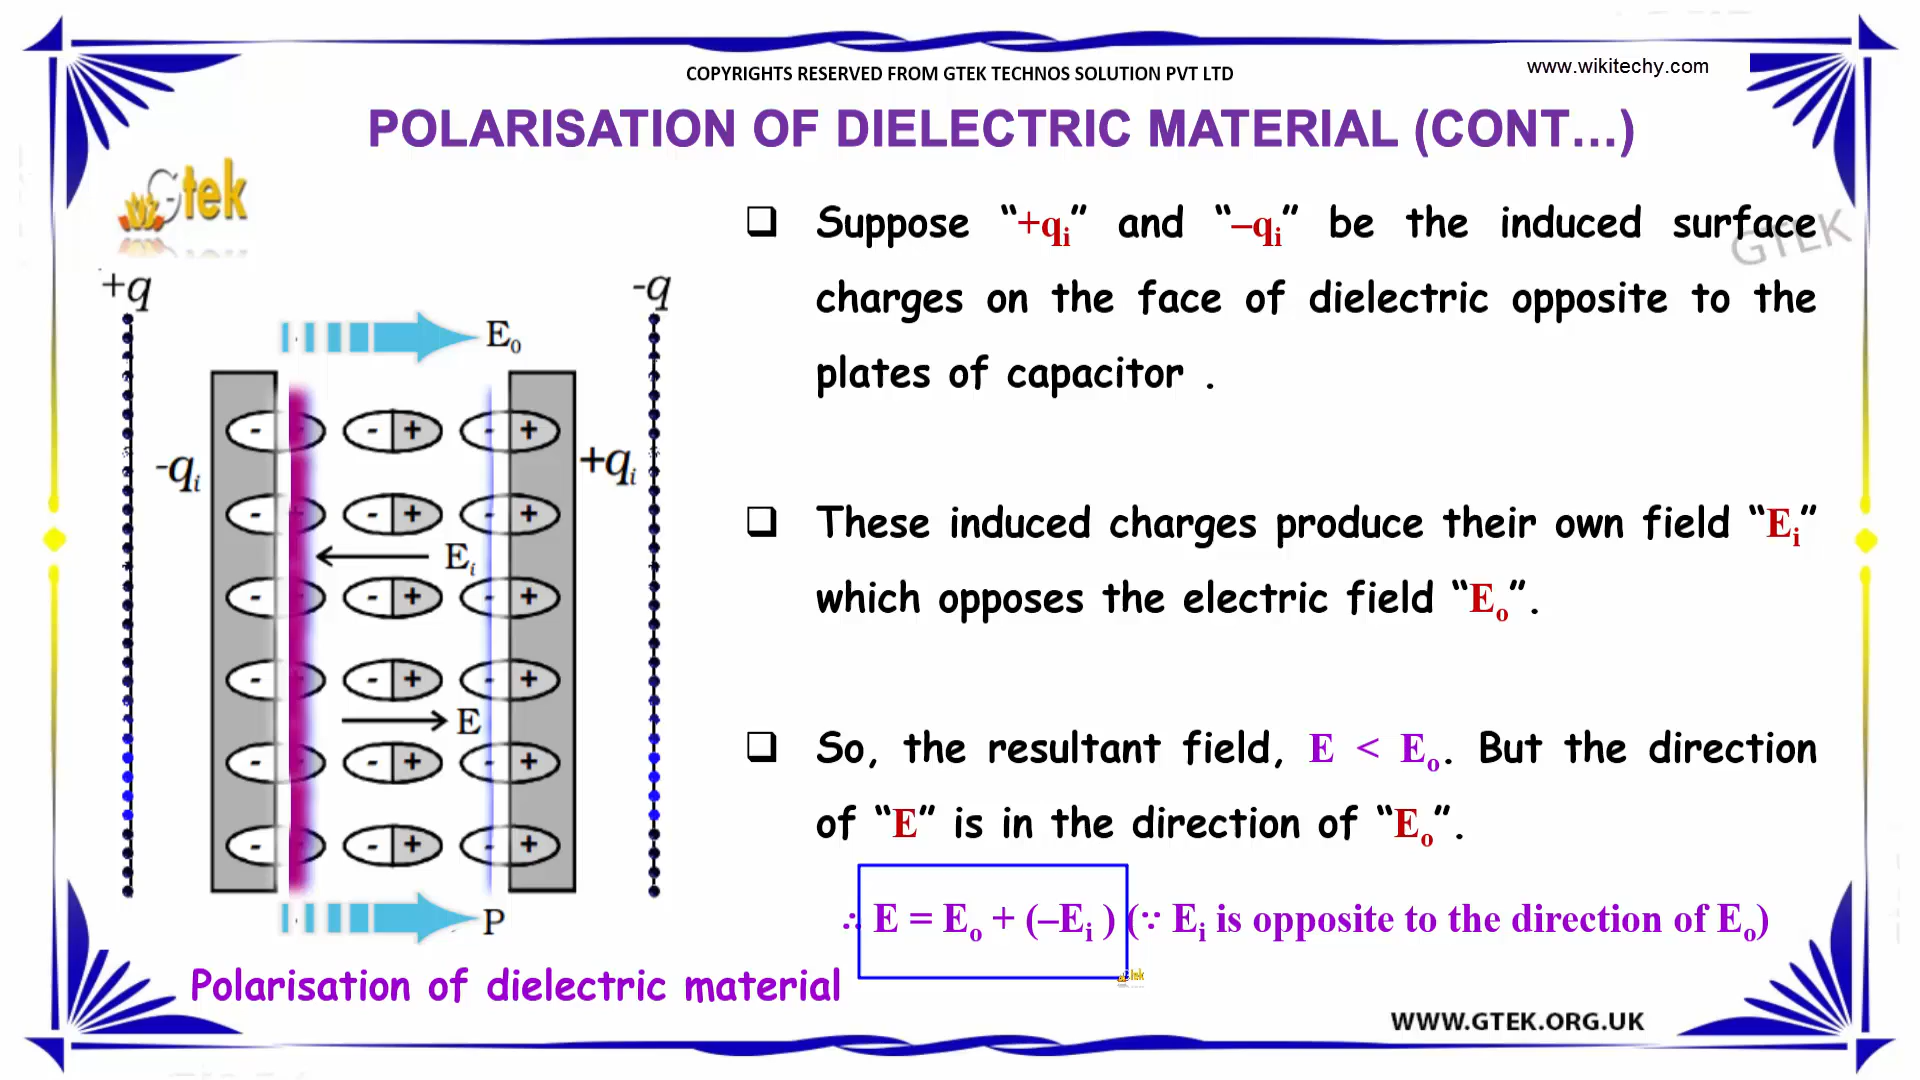 COPYRIGHTS RESERVED FROM GTEK TECHNOS SOLUTION PVT LTD
www.wikitechy.com
POLARISATION OF DIELECTRIC MATERIAL (CONT...)
Gtek
GTEK
❑ Suppose “+qᵢ” and “–qᵢ” be the induced surface
charges on the face of dielectric opposite to the
plates of capacitor .
❑ These induced charges produce their own field “Eᵢ”
which opposes the electric field “Eₒ”.
❑ So, the resultant field, E < Eₒ. But the direction
of “E” is in the direction of “Eₒ”.
∴ E = Eₒ + (–Eᵢ ) (∵ Eᵢ is opposite to the direction of Eₒ)
tek
+q
-q
E₀
- - + - +
-qᵢ
+qᵢ
- - + - +
Eᵢ
- - + - +
- - + - +
E
- - + - +
- - + - +
P
Polarisation of dielectric material
WWW.GTEK.ORG.UK